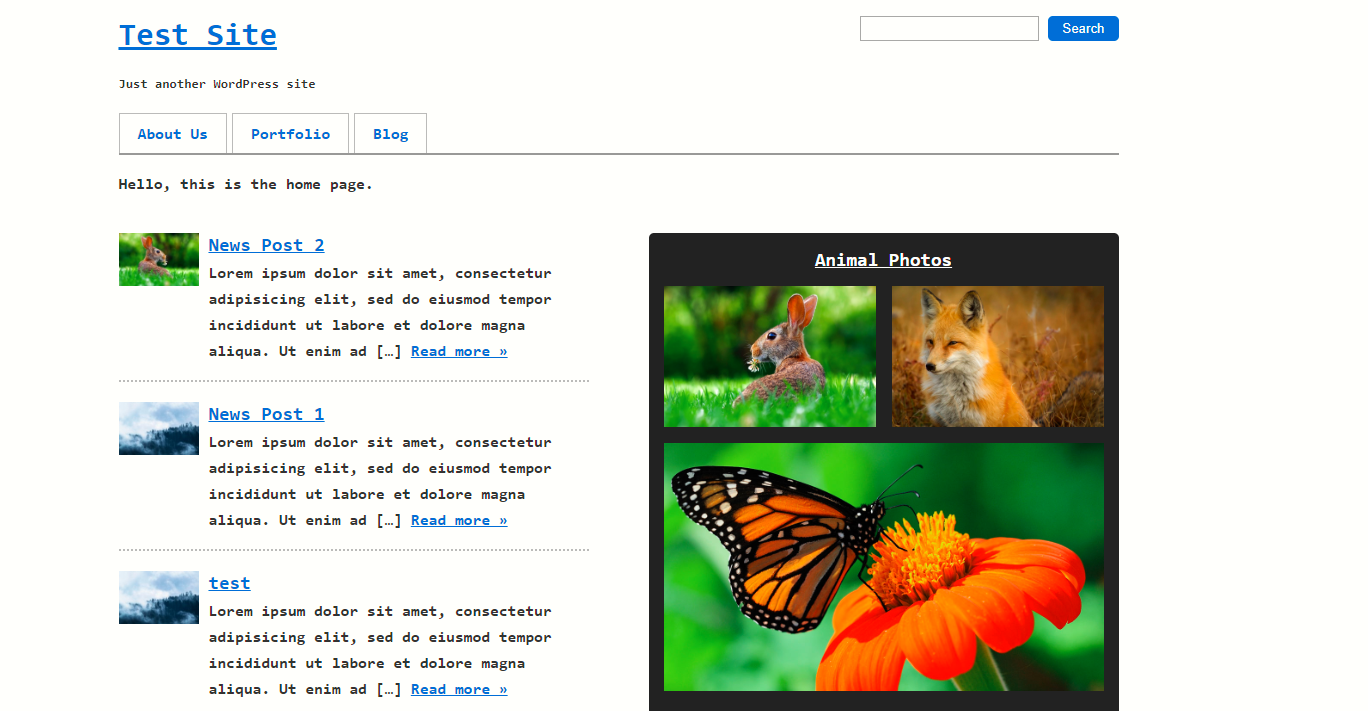 Test Site
Search
Just another WordPress site
About Us
Portfolio
Blog
Hello, this is the home page.
News Post 2
Lorem ipsum dolor sit amet, consectetur
adipisicing elit, sed do eiusmod tempor
incididunt ut labore et dolore magna
aliqua. Ut enim ad […] Read more »
News Post 1
Lorem ipsum dolor sit amet, consectetur
adipisicing elit, sed do eiusmod tempor
incididunt ut labore et dolore magna
aliqua. Ut enim ad […] Read more »
test
Lorem ipsum dolor sit amet, consectetur
adipisicing elit, sed do eiusmod tempor
incididunt ut labore et dolore magna
aliqua. Ut enim ad […] Read more »
Animal Photos